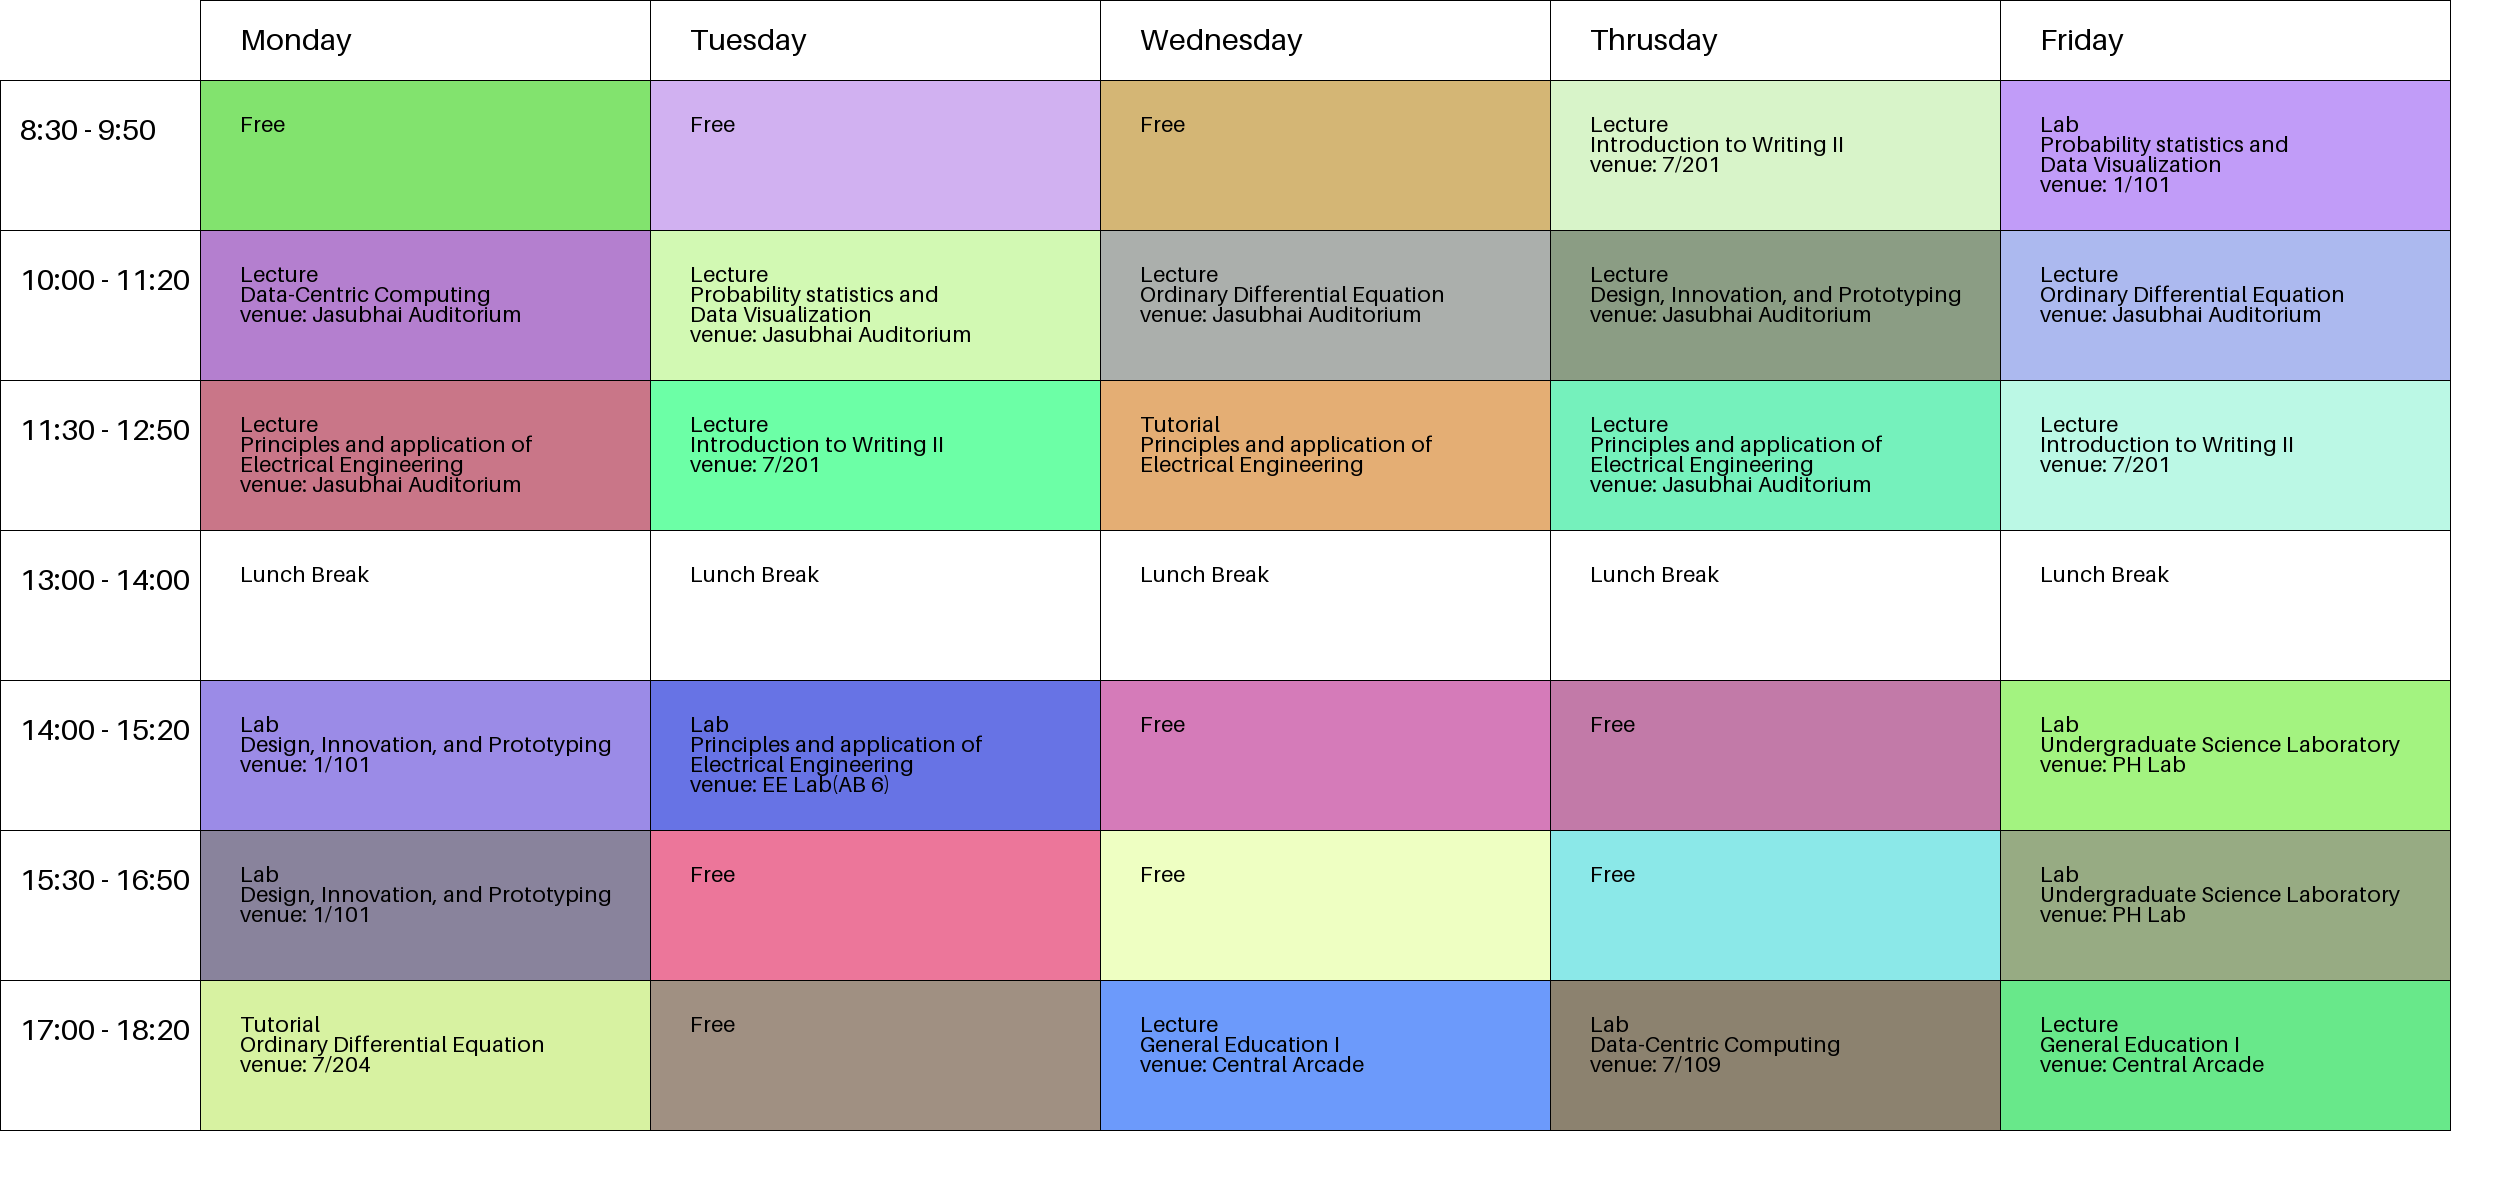 Monday
Tuesday
Wednesday
Thrusday
Friday
8:30 - 9:50
Free
Free
Free
Lecture
Introduction to Writing II
venue: 7/201
Lab
Probability statistics and
Data Visualization
venue: 1/101
10:00 - 11:20
Lecture
Data-Centric Computing
venue: Jasubhai Auditorium
Lecture
Probability statistics and
Data Visualization
venue: Jasubhai Auditorium
Lecture
Ordinary Differential Equation
venue: Jasubhai Auditorium
Lecture
Design, Innovation, and Prototyping
venue: Jasubhai Auditorium
Lecture
Ordinary Differential Equation
venue: Jasubhai Auditorium
11:30 - 12:50
Lecture
Principles and application of
Electrical Engineering
venue: Jasubhai Auditorium
Lecture
Introduction to Writing II
venue: 7/201
Tutorial
Principles and application of
Electrical Engineering
Lecture
Principles and application of
Electrical Engineering
venue: Jasubhai Auditorium
Lecture
Introduction to Writing II
venue: 7/201
13:00 - 14:00
Lunch Break
Lunch Break
Lunch Break
Lunch Break
Lunch Break
14:00 - 15:20
Lab
Design, Innovation, and Prototyping
venue: 1/101
Lab
Principles and application of
Electrical Engineering
venue: EE Lab(AB 6)
Free
Free
Lab
Undergraduate Science Laboratory
venue: PH Lab
15:30 - 16:50
Lab
Design, Innovation, and Prototyping
venue: 1/101
Free
Free
Free
Lab
Undergraduate Science Laboratory
venue: PH Lab
17:00 - 18:20
Tutorial
Ordinary Differential Equation
venue: 7/204
Free
Lecture
General Education I
venue: Central Arcade
Lab
Data-Centric Computing
venue: 7/109
Lecture
General Education I
venue: Central Arcade